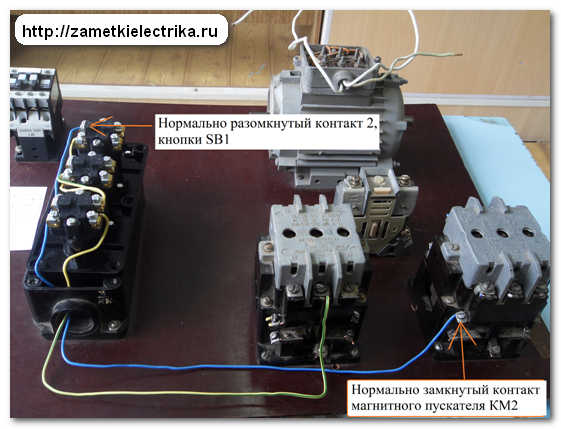 http://zametkielectrika.ru
Нормально разомкнутый контакт 2,
кнопки SB1
Нормально замкнутый контакт
магнитного пускателя КМ2